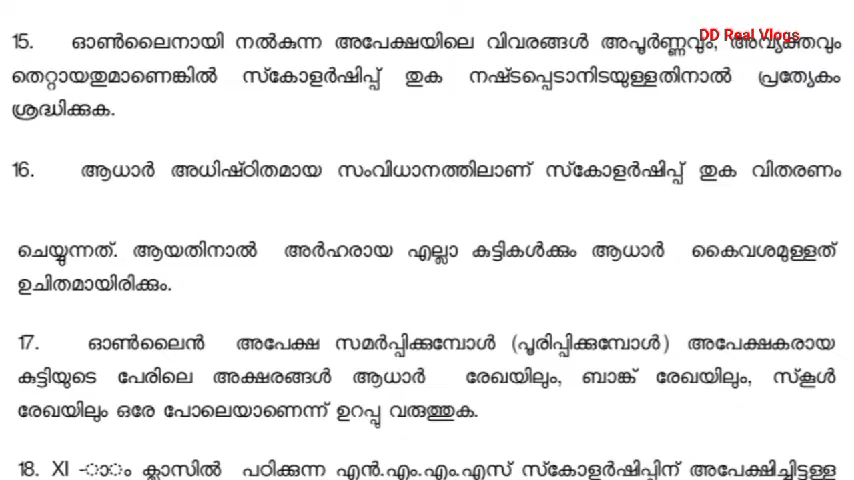 DD Real Vlogs
15. ഓൺലൈനായി നൽകുന്ന അപേക്ഷയിലെ വിവരങ്ങൾ അപൂർണ്ണവും, അവ്യക്തവും
തെറ്റായതുമാണെങ്കിൽ സ്കോളർഷിപ്പ് തുക നഷ്ടപ്പെടാനിടയുള്ളതിനാൽ പ്രത്യേകം
ശ്രദ്ധിക്കുക.
16. ആധാർ അധിഷ്ഠിതമായ സംവിധാനത്തിലാണ് സ്കോളർഷിപ്പ് തുക വിതരണം
ചെയ്യുന്നത്. ആയതിനാൽ അർഹരായ എല്ലാ കുട്ടികൾക്കും ആധാർ കൈവശമുള്ളത്
ഉചിതമായിരിക്കും.
17. ഓൺലൈൻ അപേക്ഷ സമർപ്പിക്കുമ്പോൾ (പൂരിപ്പിക്കുമ്പോൾ) അപേക്ഷകരായ
കുട്ടിയുടെ പേരിലെ അക്ഷരങ്ങൾ ആധാർ രേഖയിലും, ബാങ്ക് രേഖയിലും, സ്കൂൾ
രേഖയിലും ഒരേ പോലെയാണെന്ന് ഉറപ്പു വരുത്തുക.
18. XI -ാം ക്ലാസിൽ പഠിക്കുന്ന എൻ.എം.എം.എസ് സ്കോളർഷിപ്പിന് അപേക്ഷിച്ചിട്ടുള്ള